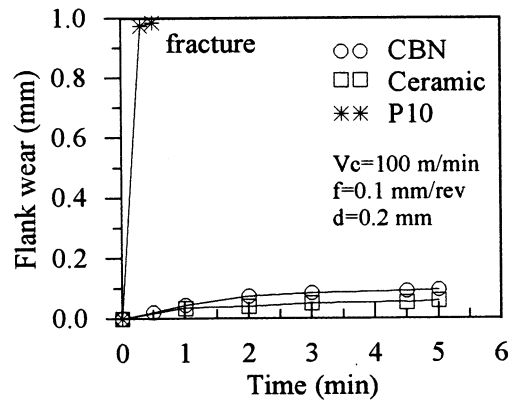 1.0
0.8
0.6
0.4
0.2
0.0
Flank wear (mm)
fracture
CBN
Ceramic
P10
Vc=100 m/min
f=0.1 mm/rev
d=0.2 mm
0 1 2 3 4 5 6
Time (min)